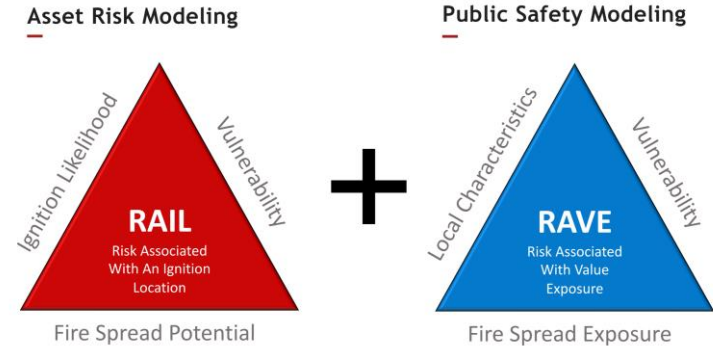 Asset Risk Modeling
Ignition Likelihood
Vulnerability
RAIL
Risk Associated
With An Ignition
Location
Fire Spread Potential
+
Public Safety Modeling
Local Characteristics
Vulnerability
RAVE
Risk Associated
With Value
Exposure
Fire Spread Exposure